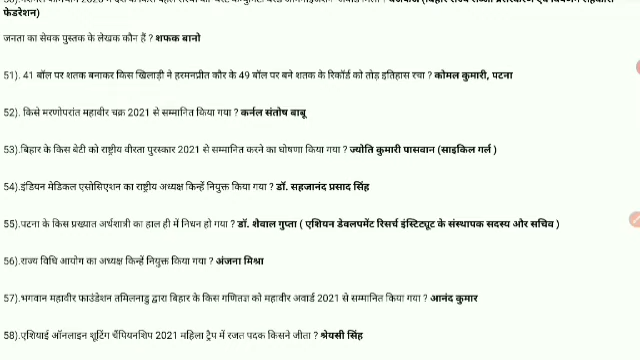 फेडरेशन)
जनता का सेवक पुस्तक के लेखक कौन हैं ? शफक बानो
51). 41 बॉल पर शतक बनाकर किस खिलाड़ी ने हरमनप्रीत कौर के 49 बॉल पर बने शतक के रिकॉर्ड को तोड़ इतिहास रचा ? कोमल कुमारी, पटना
52). किसे मरणोपरांत महावीर चक्र 2021 से सम्मानित किया गया ? कर्नल संतोष बाबू
53).बिहार के किस बेटी को राष्ट्रीय वीरता पुरस्कार 2021 से सम्मानित करने का घोषणा किया गया ? ज्योति कुमारी पासवान (साइकिल गर्ल )
54).इंडियन मेडिकल एसोसिएशन का राष्ट्रीय अध्यक्ष किन्हें नियुक्त किया गया ? डॉ. सहजानंद प्रसाद सिंह
55).पटना के किस प्रख्यात अर्थशात्री का हाल ही में निधन हो गया ? डॉ. शेवाल गुप्ता ( एशियन डेवलपमेंट रिसर्च इंस्टिट्यूट के संस्थापक सदस्य और सचिव )
56).राज्य विधि आयोग का अध्यक्ष किन्हें नियुक्त किया गया ? अंजना मिश्रा
57).भगवान महावीर फाउंडेशन तमिलनाडु द्वारा बिहार के किस गणितज्ञ को महावीर अवार्ड 2021 से सम्मानित किया गया ? आनंद कुमार
58).एशियाई ऑनलाइन शूटिंग चैंपियनशिप 2021 महिला ट्रैप में रजत पदक किसने जीता ? श्रेयसी सिंह